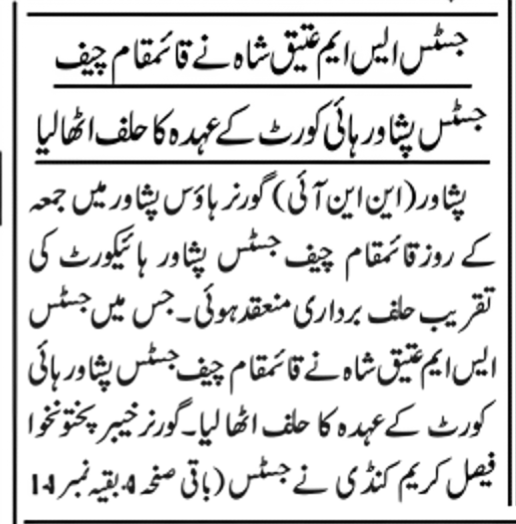 جسٹس ایس ایم عتیق شاہ نے قائمقام چیف
جسٹس پشاور ہائی کورٹ کے عہدہ کا حلف اٹھالیا
پشاور(این این آئی) گورنر ہاؤس پشاور میں جمعہ
کے روز قائمقام چیف جسٹس پشاور ہائیکورٹ کی
تقریب حلف برداری منعقد ہوئی۔ جس میں جسٹس
ایس ایم عتیق شاہ نے قائمقام چیف جسٹس پشاور ہائی
کورٹ کے عہدہ کا حلف اٹھا لیا۔ گورنر خیبر پختونخوا
فیصل کریم کنڈی نے جسٹس (باقی صفحہ 4 بقیہ نمبر 14